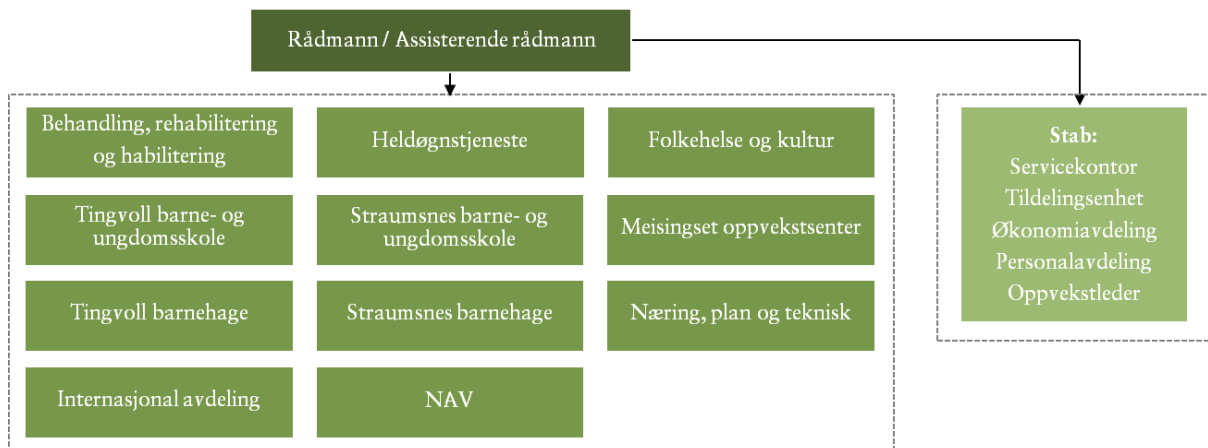 Rådmann / Assisterende rådmann
Behandling, rehabilitering
og habilitering
Heldøgnstjeneste
Folkehelse og kultur
Tingvoll barne- og
ungdomsskole
Straumsnes barne- og
ungdomsskole
Meisingset oppvekstsenter
Tingvoll barnehage
Straumsnes barnehage
Næring, plan og teknisk
Internasjonal avdeling
NAV
Stab:
Servicekontor
Tildelingsenhet
Økonomiavdeling
Personalavdeling
Oppvekstleder